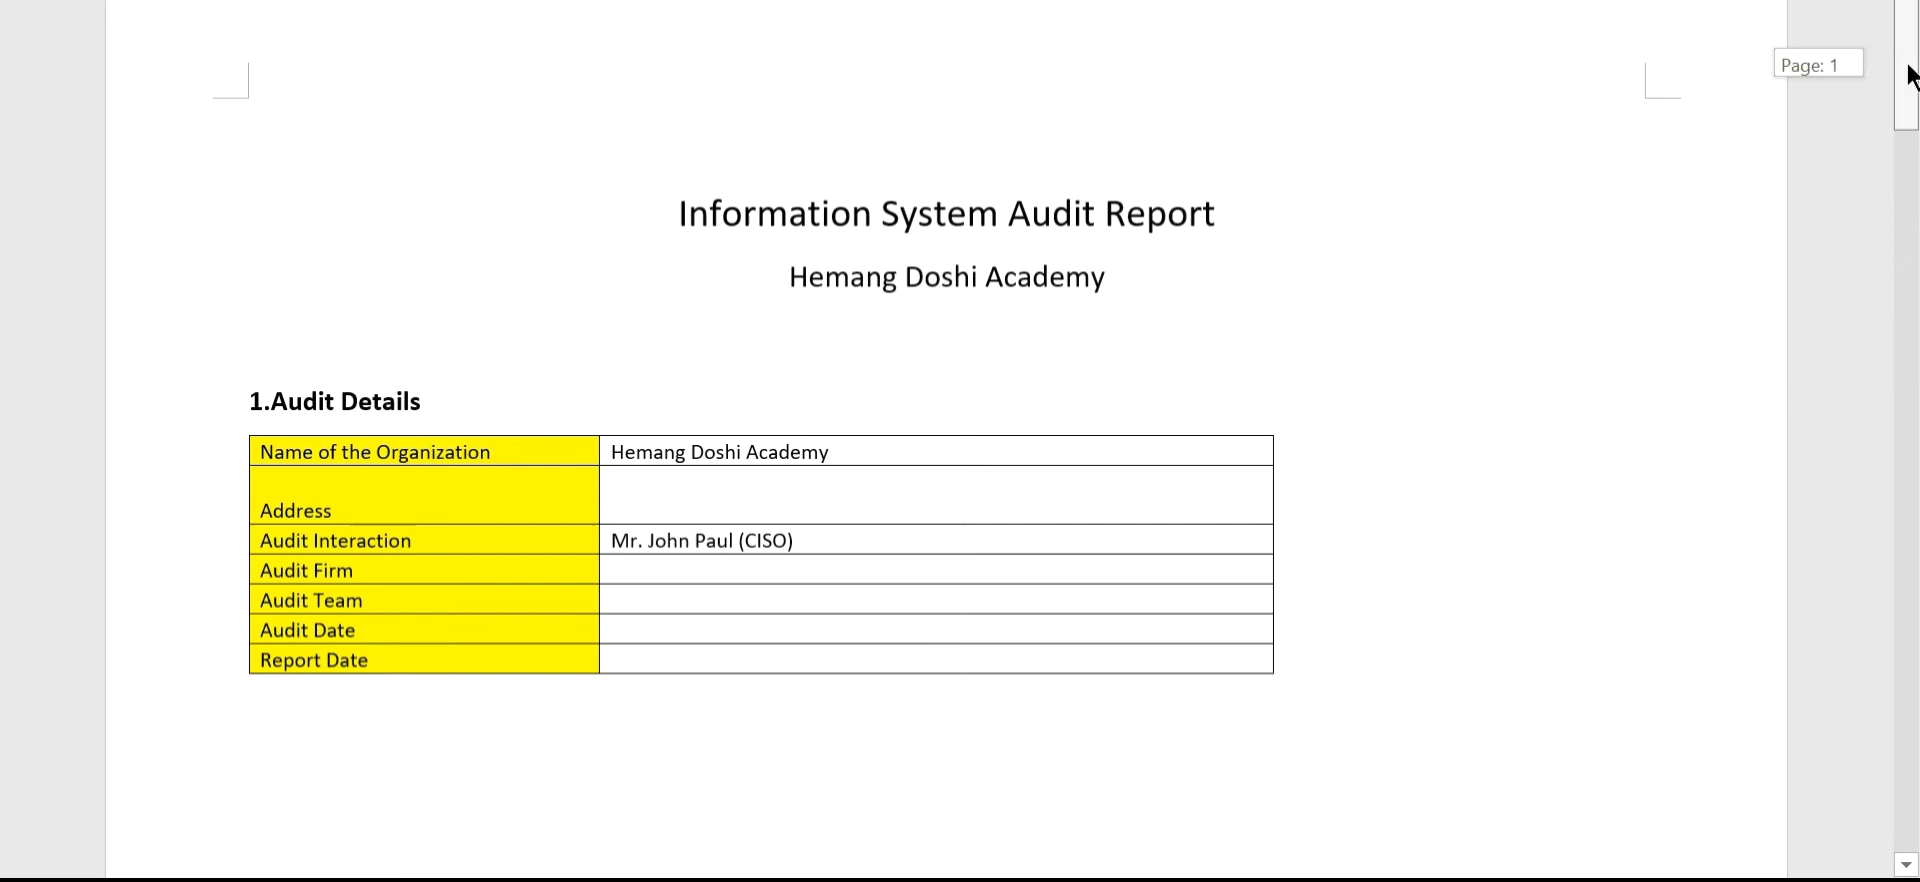 Page: 1
Information System Audit Report
Hemang Doshi Academy
1.Audit Details
Name of the Organization Hemang Doshi Academy
Address
Audit Interaction Mr. John Paul (CISO)
Audit Firm
Audit Team
Audit Date
Report Date